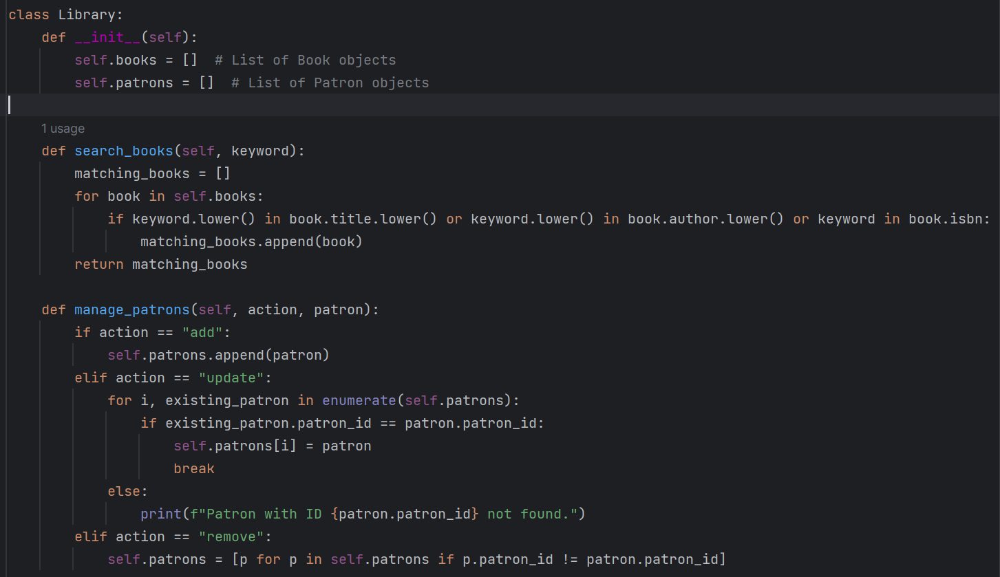 class Library:
    def __init__(self):
        self.books = []  # List of Book objects
        self.patrons = []  # List of Patron objects
    1 usage
    def search_books(self, keyword):
        matching_books = []
        for book in self.books:
            if keyword.lower() in book.title.lower() or keyword.lower() in book.author.lower() or keyword in book.isbn:
                matching_books.append(book)
        return matching_books
    def manage_patrons(self, action, patron):
        if action == "add":
            self.patrons.append(patron)
        elif action == "update":
            for i, existing_patron in enumerate(self.patrons):
                if existing_patron.patron_id == patron.patron_id:
                    self.patrons[i] = patron
                    break
            else:
                print(f"Patron with ID {patron.patron_id} not found.")
        elif action == "remove":
            self.patrons = [p for p in self.patrons if p.patron_id != patron.patron_id]